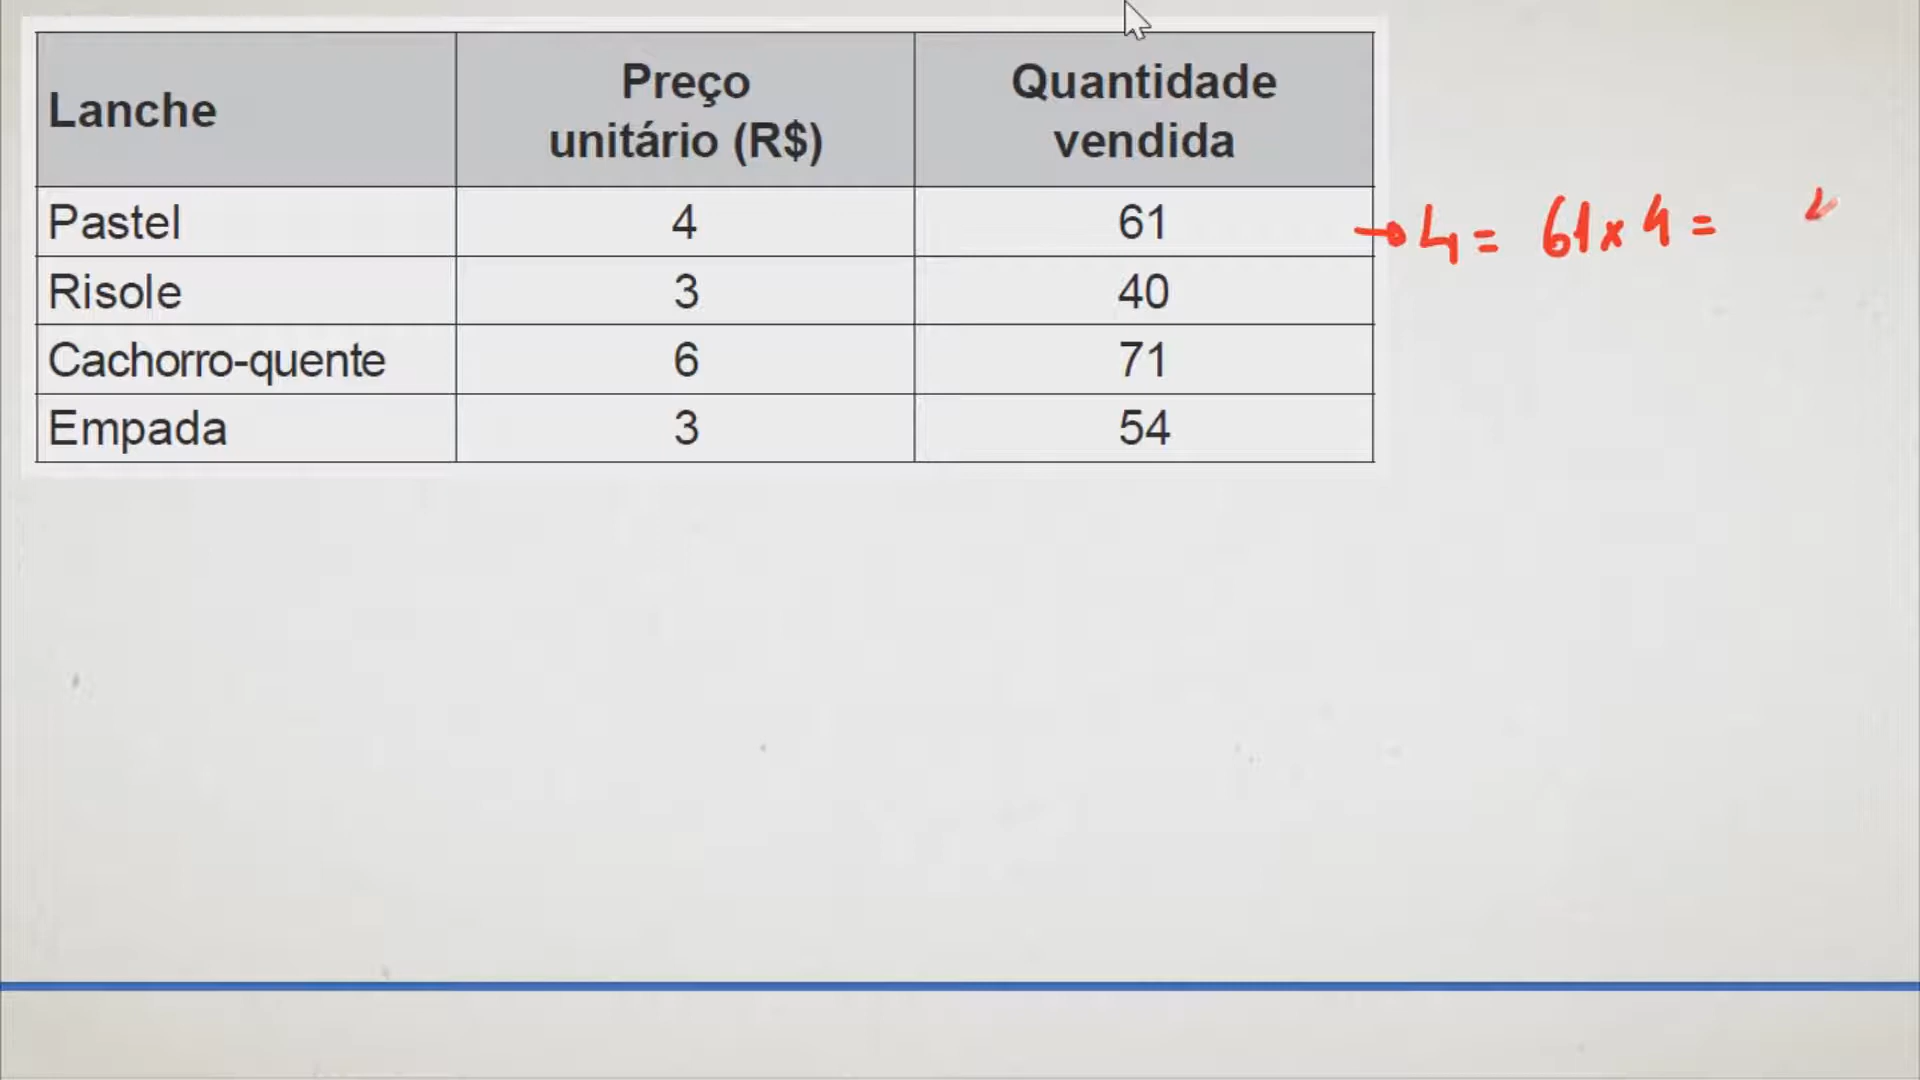 Lanche Preço unitário (R$) Quantidade vendida
Pastel 4 61 → L1 = 61 x 4 =
Risole 3 40
Cachorro-quente 6 71
Empada 3 54